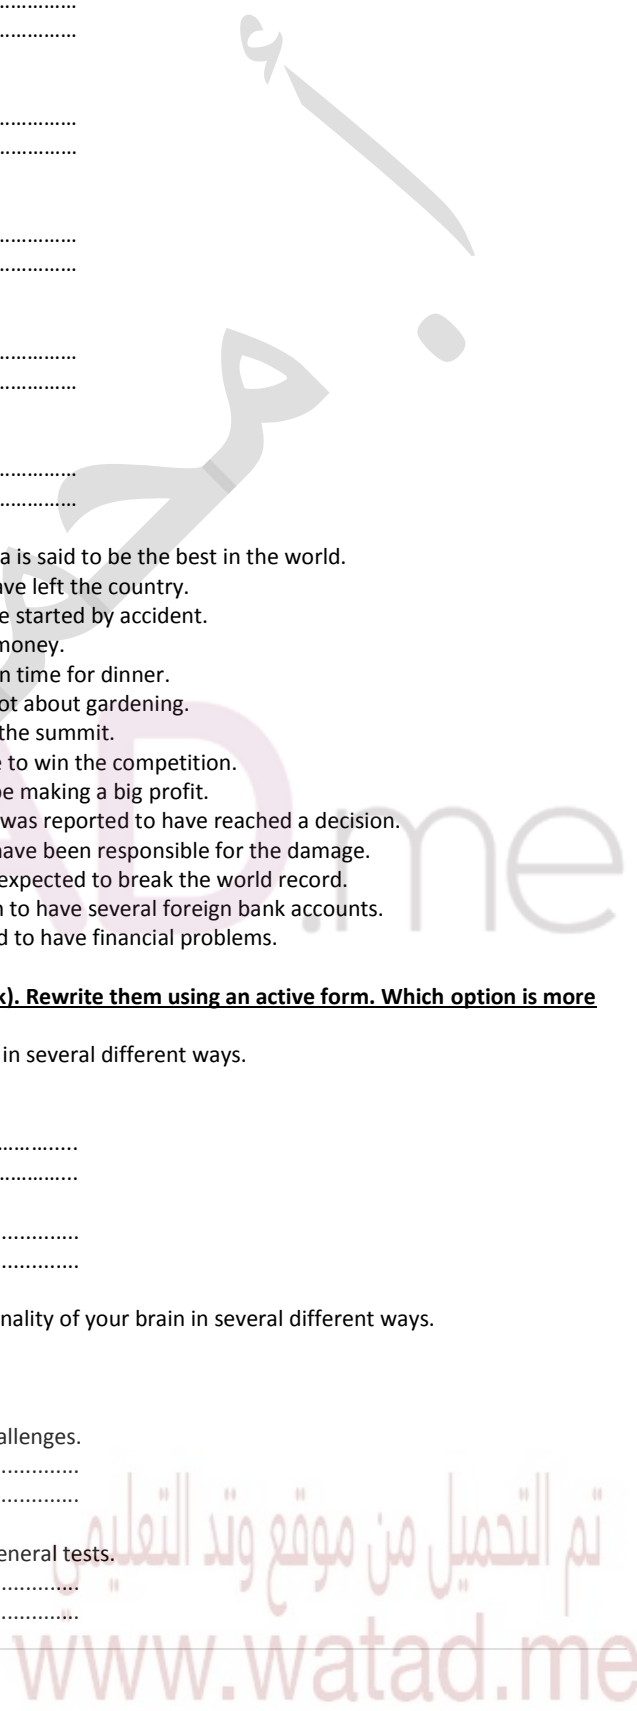 ................
................
................
................
................
................
................
................
................
................
a is said to be the best in the world.
ave left the country.
e started by accident.
money.
n time for dinner.
ot about gardening.
the summit.
e to win the competition.
be making a big profit.
was reported to have reached a decision.
have been responsible for the damage.
expected to break the world record.
n to have several foreign bank accounts.
d to have financial problems.
k). Rewrite them using an active form. Which option is more
in several different ways.
................
................
................
................
nality of your brain in several different ways.
allenges.
................
................
eneral tests.
................
................
تم التحميل من موقع وتد التعليمي
www.watad.me